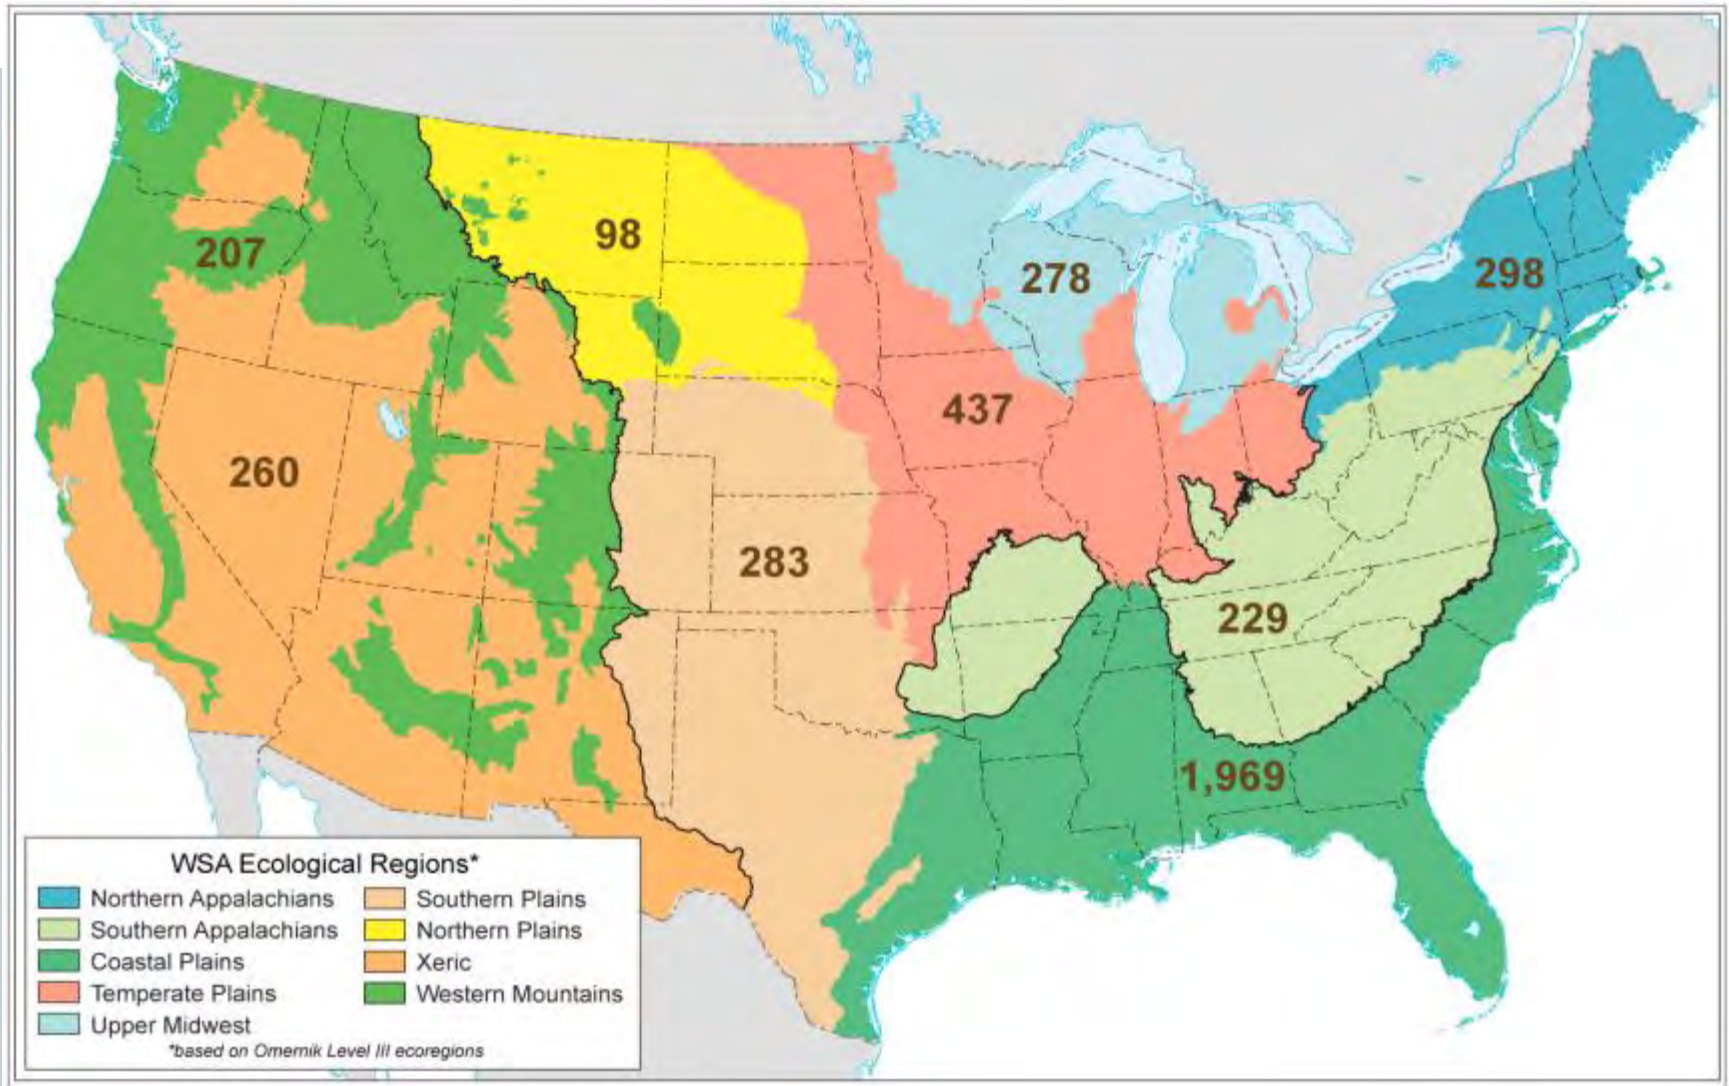 98
207
278
298
437
260
283
229
1,969
WSA Ecological Regions*
Northern Appalachians
Southern Appalachians
Coastal Plains
Temperate Plains
Upper Midwest
Southern Plains
Northern Plains
Xeric
Western Mountains
*based on Omernik Level III ecoregions